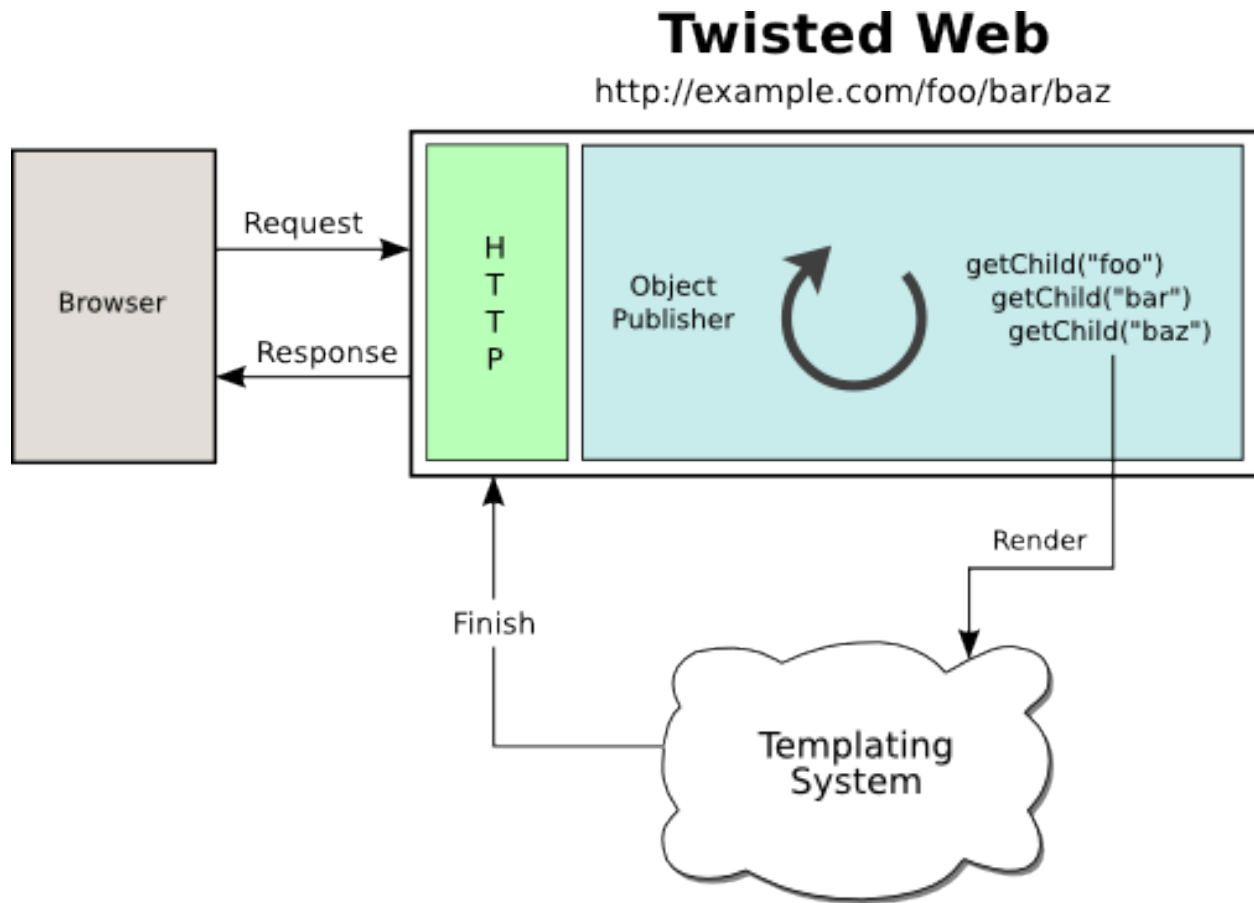 Twisted Web
http://example.com/foo/bar/baz
Browser
Request
Response
H
T
T
P
Object
Publisher
getChild("foo")
getChild("bar")
getChild("baz")
Render
Finish
Templating
System